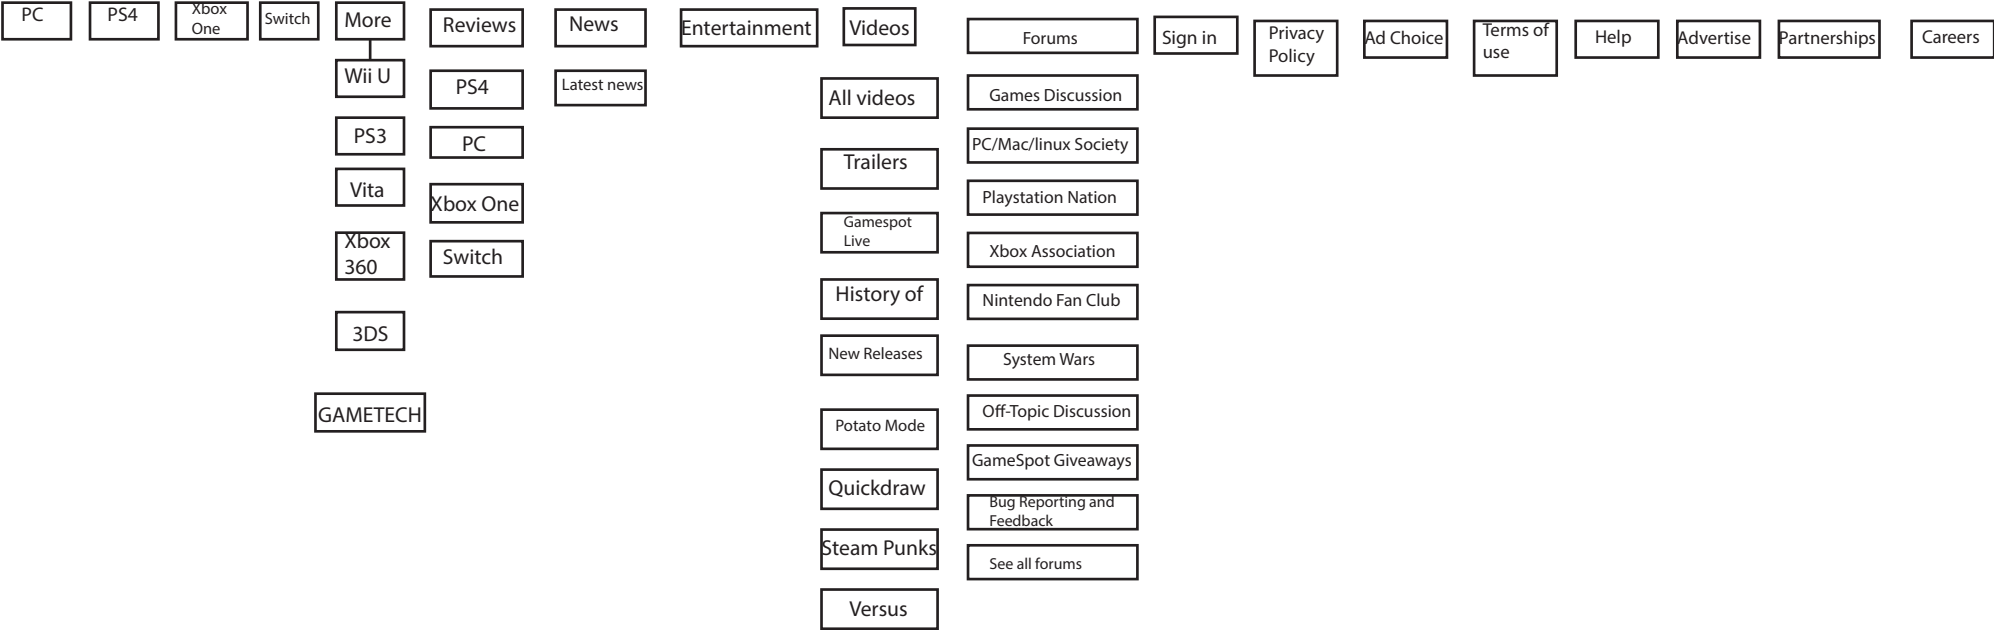 PC
PS4
Xbox
One
Switch
More
Reviews
News
Entertainment
Videos
Forums
Sign in
Privacy
Policy
Ad Choice
Terms of
use
Help
Advertise
Partnerships
Careers
Wii U
PS3
Vita
Xbox
360
3DS
GAMETECH
PS4
PC
Xbox One
Switch
Latest news
All videos
Trailers
Gamespot
Live
History of
New Releases
Potato Mode
Quickdraw
Steam Punks
Versus
Games Discussion
PC/Mac/linux Society
Playstation Nation
Xbox Association
Nintendo Fan Club
System Wars
Off-Topic Discussion
GameSpot Giveaways
Bug Reporting and
Feedback
See all forums